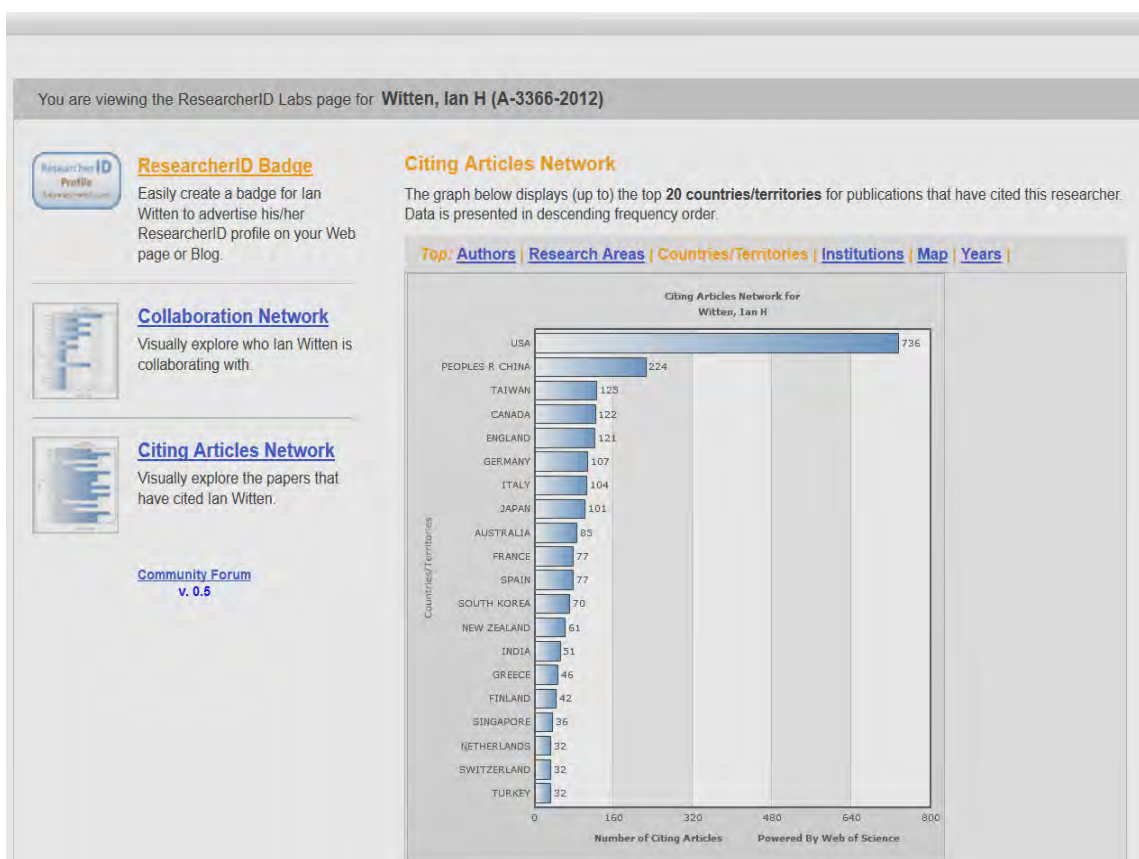 You are viewing the ResearcherID Labs page for Witten, Ian H (A-3366-2012)
ResearcherID
Profile
ResearcherID Badge
Easily create a badge for Ian
Witten to advertise his/her
ResearcherID profile on your Web
page or Blog.
Collaboration Network
Visually explore who Ian Witten is
collaborating with.
Citing Articles Network
Visually explore the papers that
have cited Ian Witten.
Community Forum
v. 0.5
Citing Articles Network
The graph below displays (up to) the top 20 countries/territories for publications that have cited this researcher.
Data is presented in descending frequency order.
Top: Authors | Research Areas | Countries/Territories | Institutions | Map | Years |
Citing Articles Network for
Witten, Ian H
Countries/Territories
USA 736
PEOPLES R CHINA 224
TAIWAN 125
CANADA 122
ENGLAND 121
GERMANY 107
ITALY 104
JAPAN 101
AUSTRALIA 85
FRANCE 77
SPAIN 77
SOUTH KOREA 70
NEW ZEALAND 61
INDIA 51
GREECE 46
FINLAND 42
SINGAPORE 36
NETHERLANDS 32
SWITZERLAND 32
TURKEY 32
0 160 320 480 640 800
Number of Citing Articles Powered By Web of Science